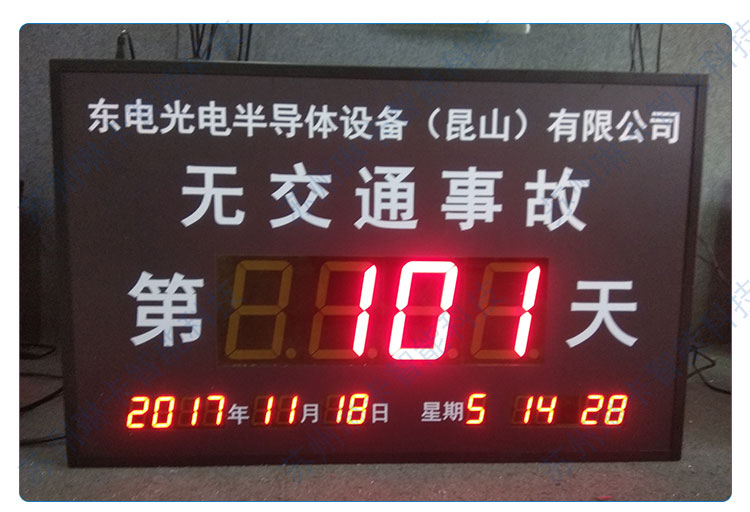 东电光电半导体设备（昆山）有限公司
无交通事故
第 101 天
2017年11月18日 星期5 14 28